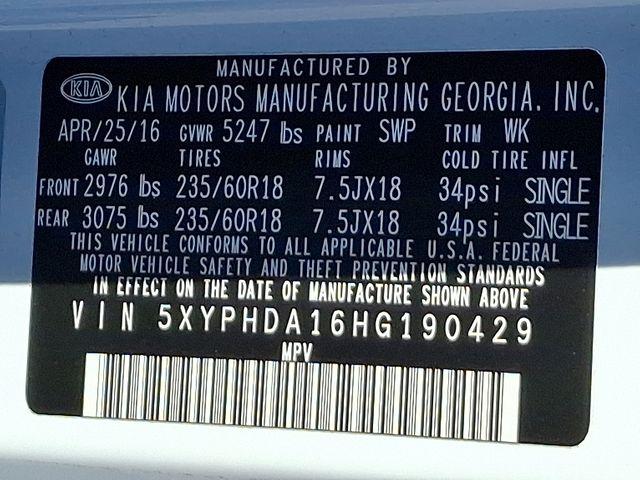 MANUFACTURED BY
KIA KIA MOTORS MANUFACTURING GEORGIA. INC.
APR/25/16 GVWR 5247 lbs PAINT SWP TRIM WK
GAWR TIRES RIMS COLD TIRE INFL
FRONT 2976 lbs 235/60R18 7.5JX18 34psi SINGLE
REAR 3075 lbs 235/60R18 7.5JX18 34psi SINGLE
THIS VEHICLE CONFORMS TO ALL APPLICABLE U.S.A. FEDERAL
MOTOR VEHICLE SAFETY AND THEFT PREVENTION STANDARDS
IN EFFECT ON THE DATE OF MANUFACTURE SHOWN ABOVE
VIN 5XYPHDA16HG190429
MPV